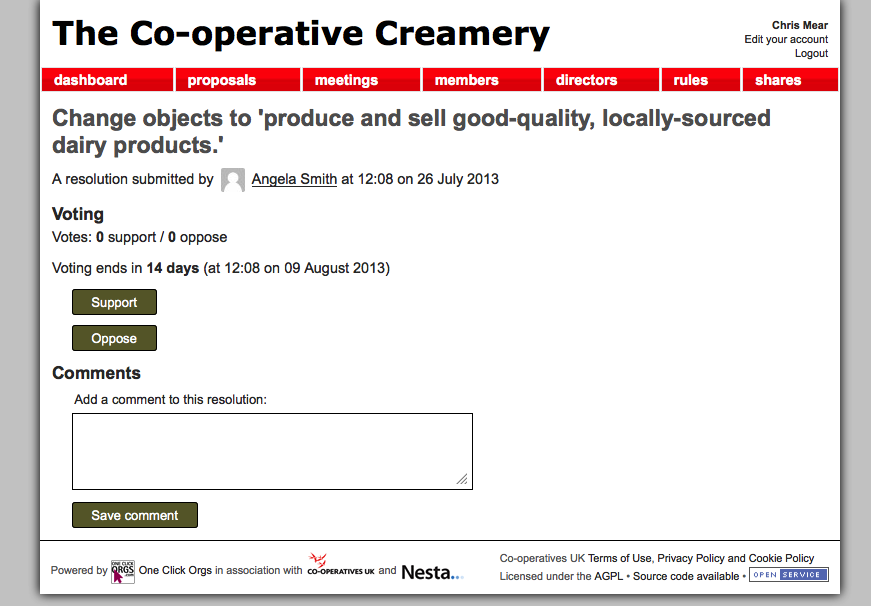 The Co-operative Creamery
Chris Mear
Edit your account
Logout
dashboard proposals meetings members directors rules shares
Change objects to 'produce and sell good-quality, locally-sourced
dairy products.'
A resolution submitted by Angela Smith at 12:08 on 26 July 2013
Voting
Votes: 0 support / 0 oppose
Voting ends in 14 days (at 12:08 on 09 August 2013)
Support
Oppose
Comments
Add a comment to this resolution:
Save comment
Powered by ONE CLICK ORGS .com One Click Orgs in association with CO-OPERATIVES UK and Nesta...
Co-operatives UK Terms of Use, Privacy Policy and Cookie Policy
Licensed under the AGPL • Source code available • OPEN SERVICE